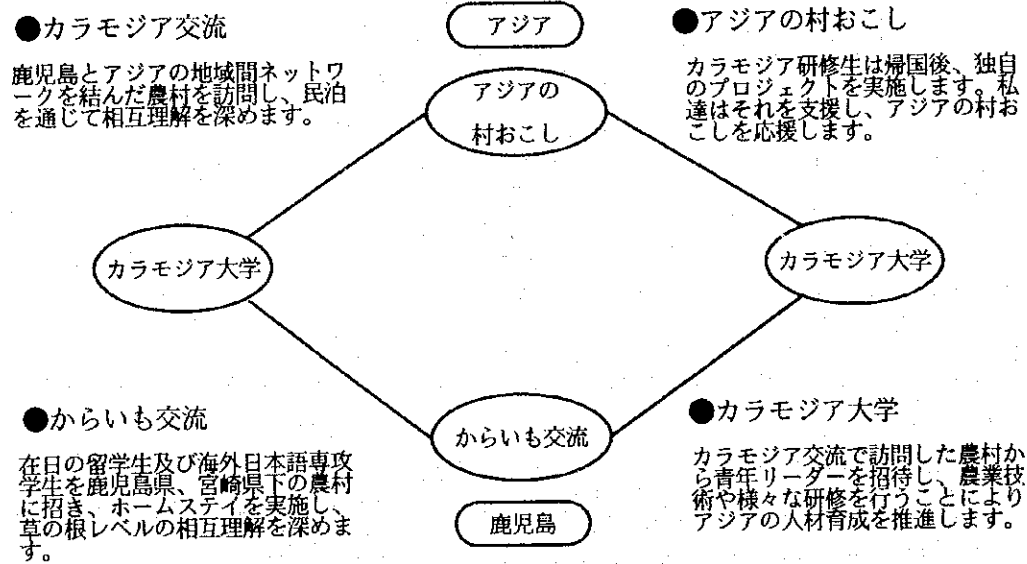 ●カラモジア交流
鹿児島とアジアの地域間ネットワ
ークを結んだ農村を訪問し、民泊
を通じて相互理解を深めます。
アジア
アジアの
村おこし
●アジアの村おこし
カラモジア研修生は帰国後、独自
のプロジェクトを実施します。私
達はそれを支援し、アジアの村お
こしを応援します。
カラモジア大学
カラモジア大学
●からいも交流
在日の留学生及び海外日本語専攻
学生を鹿児島県、宮崎県下の農村
に招き、ホームステイを実施し、
草の根レベルの相互理解を深めま
す。
からいも交流
鹿児島
●カラモジア大学
カラモジア交流で訪問した農村か
ら青年リーダーを招待し、農業技
術や様々な研修を行うことにより
アジアの人材育成を推進します。